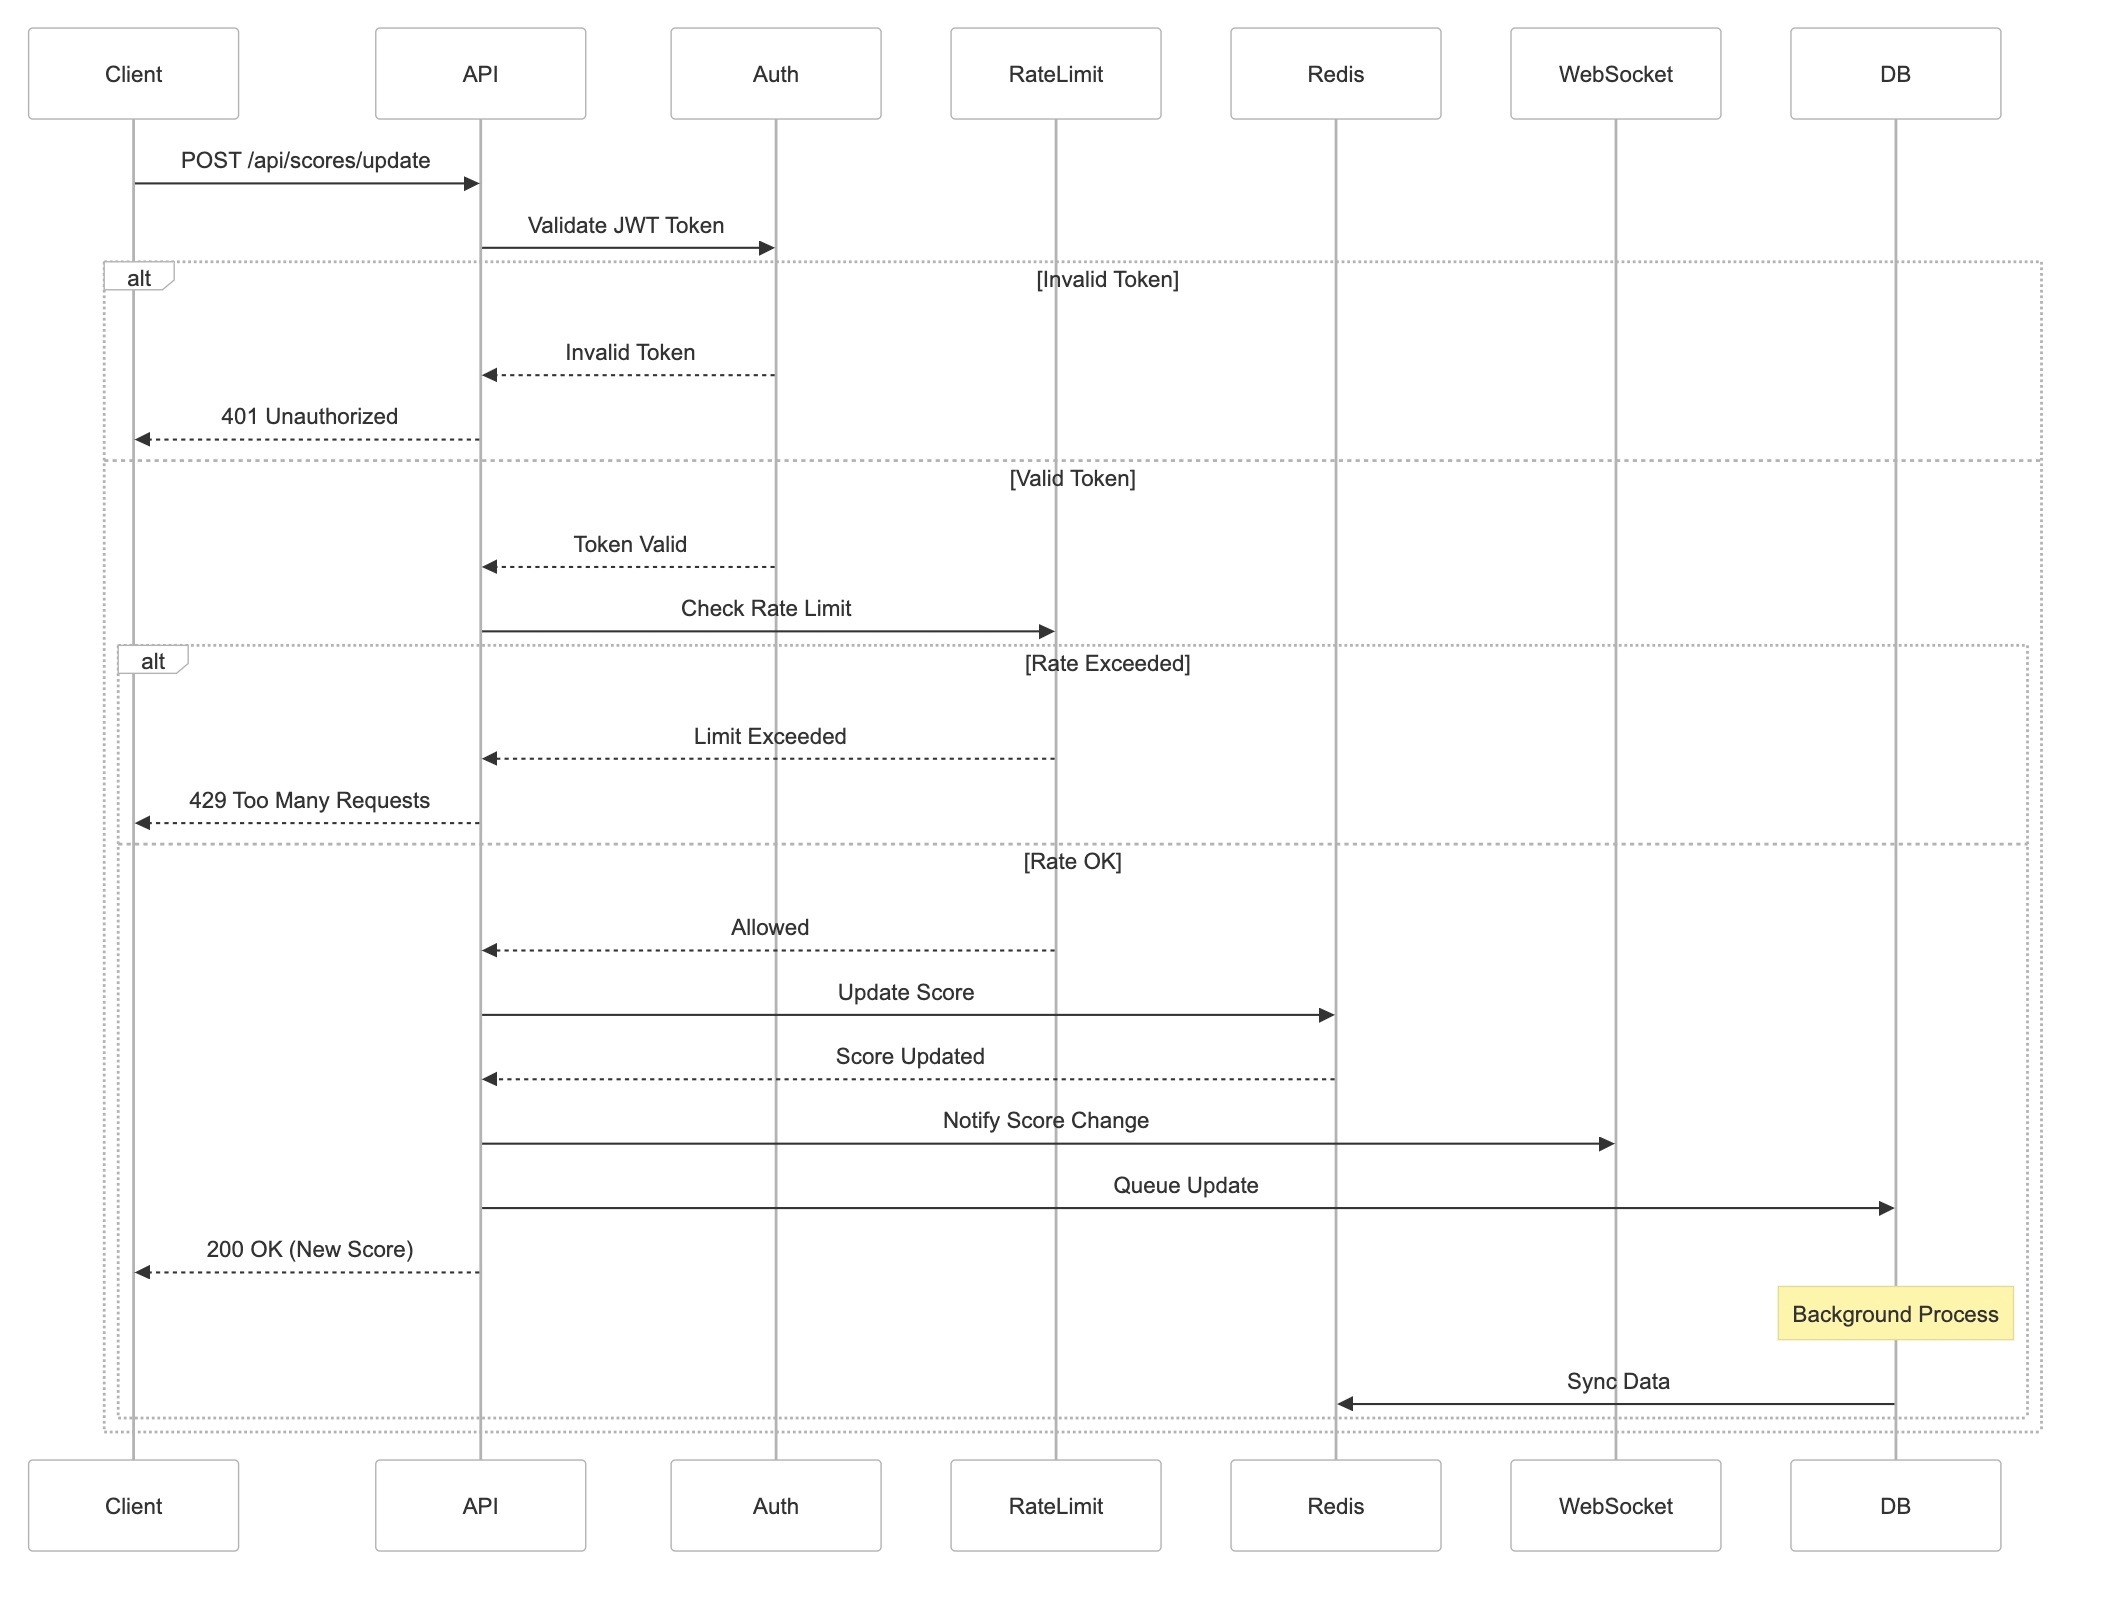 Client
API
Auth
RateLimit
Redis
WebSocket
DB
POST /api/scores/update
Validate JWT Token
alt
[Invalid Token]
Invalid Token
401 Unauthorized
[Valid Token]
Token Valid
Check Rate Limit
alt
[Rate Exceeded]
Limit Exceeded
429 Too Many Requests
[Rate OK]
Allowed
Update Score
Score Updated
Notify Score Change
Queue Update
200 OK (New Score)
Background Process
Sync Data
Client
API
Auth
RateLimit
Redis
WebSocket
DB